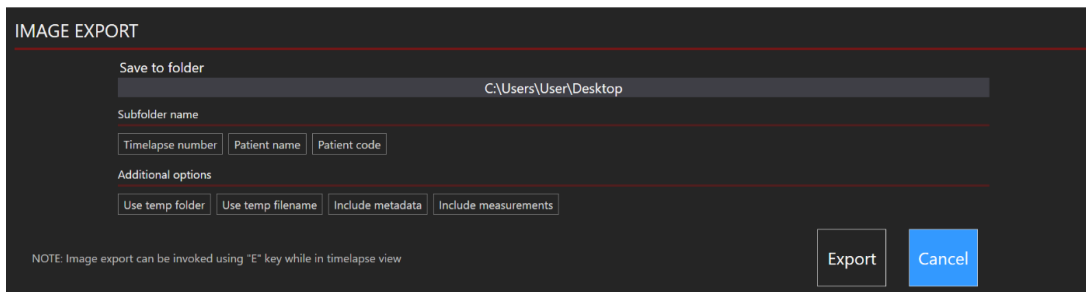 IMAGE EXPORT
Save to folder
C:\Users\User\Desktop
Subfolder name
Timelapse number Patient name Patient code
Additional options
Use temp folder Use temp filename Include metadata Include measurements
NOTE: Image export can be invoked using "E" key while in timelapse view
Export Cancel